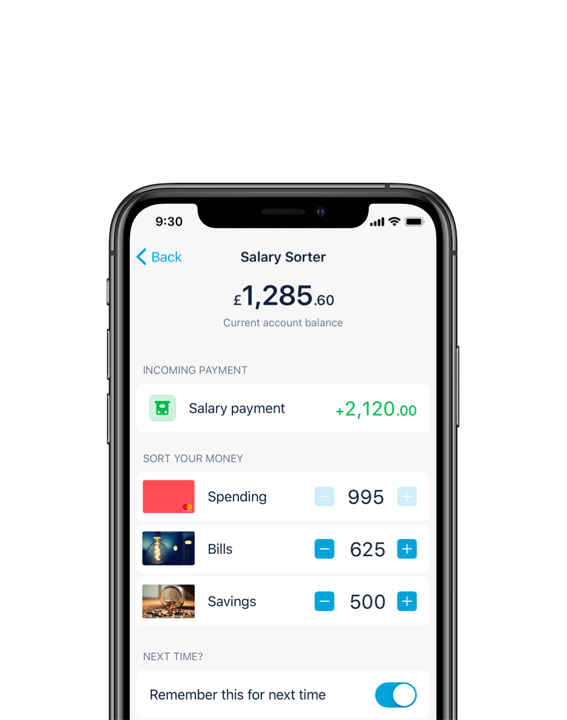 9:30
Back
Salary Sorter
£1,285.60
Current account balance
INCOMING PAYMENT
Salary payment +2,120.00
SORT YOUR MONEY
Spending − 995 +
Bills − 625 +
Savings − 500 +
NEXT TIME?
Remember this for next time